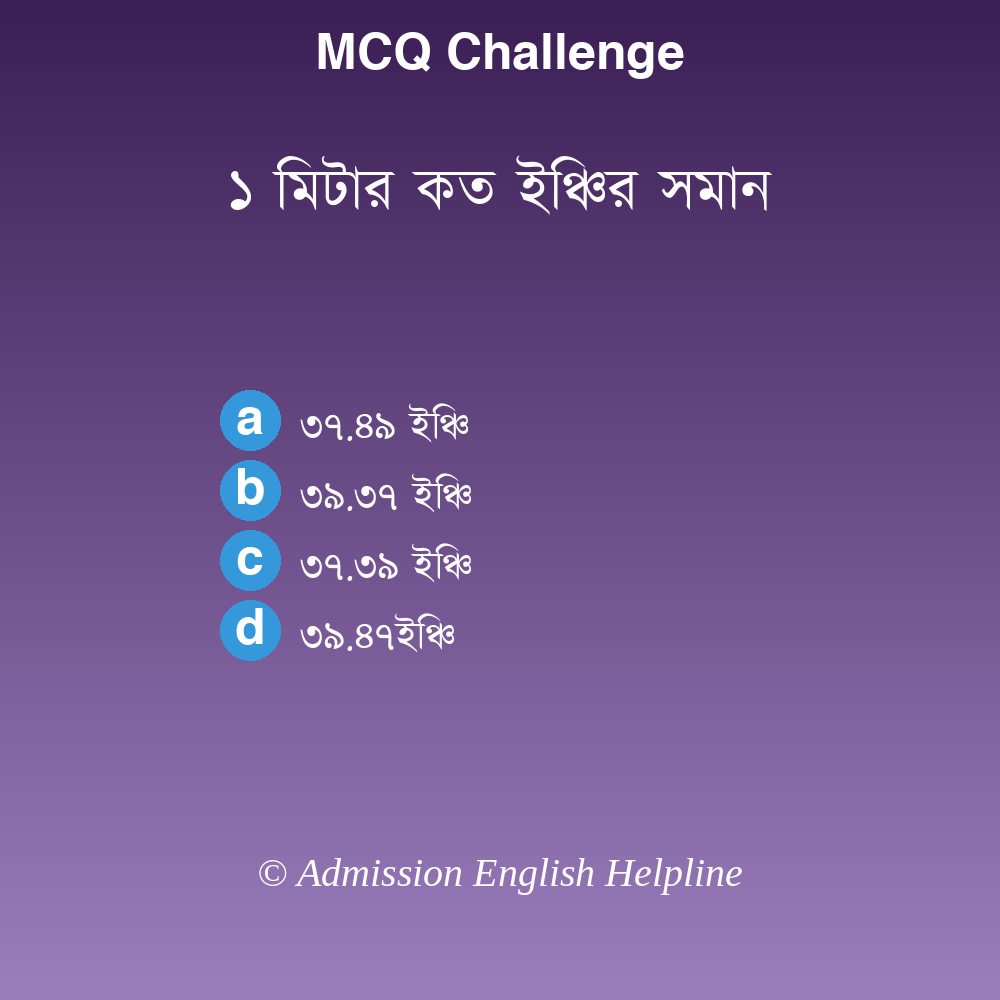 MCQ Challenge
১ মিটার কত ইঞ্চির সমান
a ৩৭.৪৯ ইঞ্চি
b ৩৯.৩৭ ইঞ্চি
c ৩৭.৩৯ ইঞ্চি
d ৩৯.৪৭ইঞ্চি
© Admission English Helpline